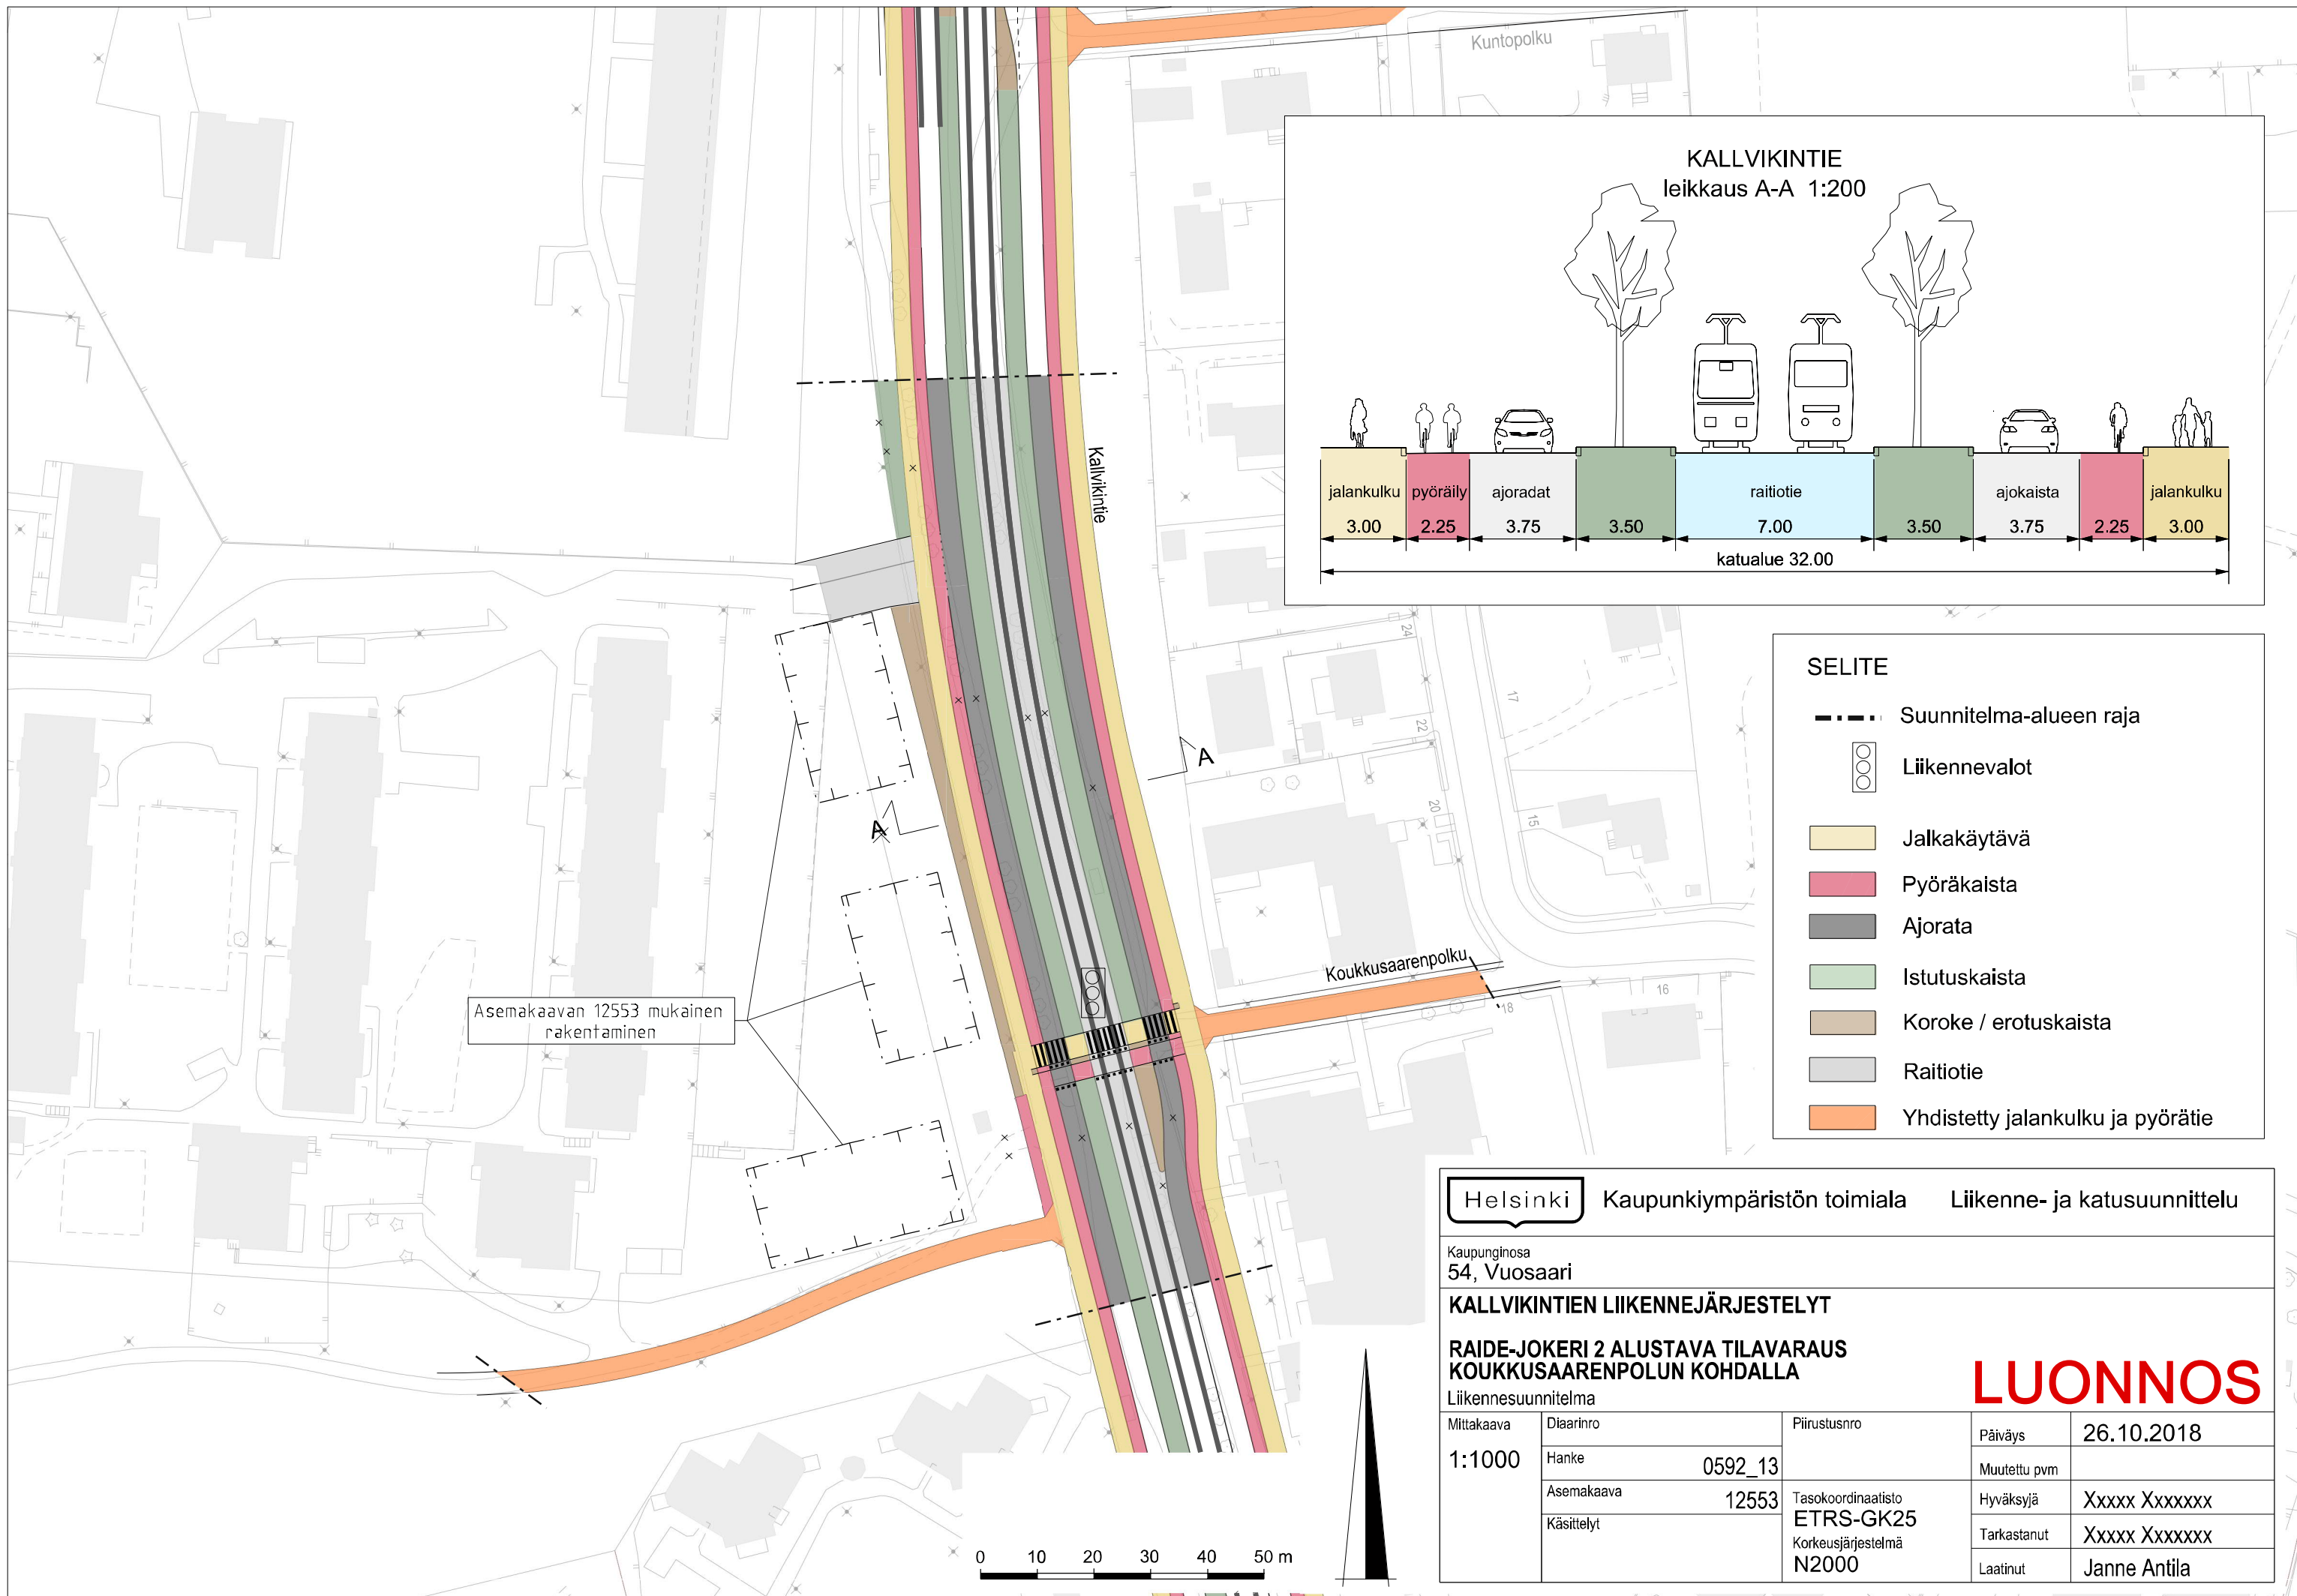 Kuntopolku
KALLVIKINTIE
leikkaus A-A 1:200
jalankulku
pyöräily
ajoradat
raitiotie
ajokaista
jalankulku
3.00
2.25
3.75
3.50
7.00
3.50
3.75
2.25
3.00
katualue 32.00
Kallvikintie
24
22
20
17
15
16
18
A
A
Koukkusaarenpolku
Asemakaavan 12553 mukainen
rakentaminen
SELITE
Suunnitelma-alueen raja
Liikennevalot
Jalkakäytävä
Pyöräkaista
Ajorata
Istutuskaista
Koroke / erotuskaista
Raitiotie
Yhdistetty jalankulku ja pyörätie
Helsinki
Kaupunkiympäristön toimiala
Liikenne- ja katusuunnittelu
Kaupunginosa
54, Vuosaari
KALLVIKINTIEN LIIKENNEJÄRJESTELYT
RAIDE-JOKERI 2 ALUSTAVA TILAVARAUS
KOUKKUSAARENPOLUN KOHDALLA
Liikennesuunnitelma
LUONNOS
Mittakaava
1:1000
Diaarinro
Hanke 0592_13
Asemakaava 12553
Käsittelyt
Piirustusnro
Tasokoordinaatisto
ETRS-GK25
Korkeusjärjestelmä
N2000
Päiväys 26.10.2018
Muutettu pvm
Hyväksyjä Xxxxx Xxxxxxx
Tarkastanut Xxxxx Xxxxxxx
Laatinut Janne Antila
0 10 20 30 40 50 m